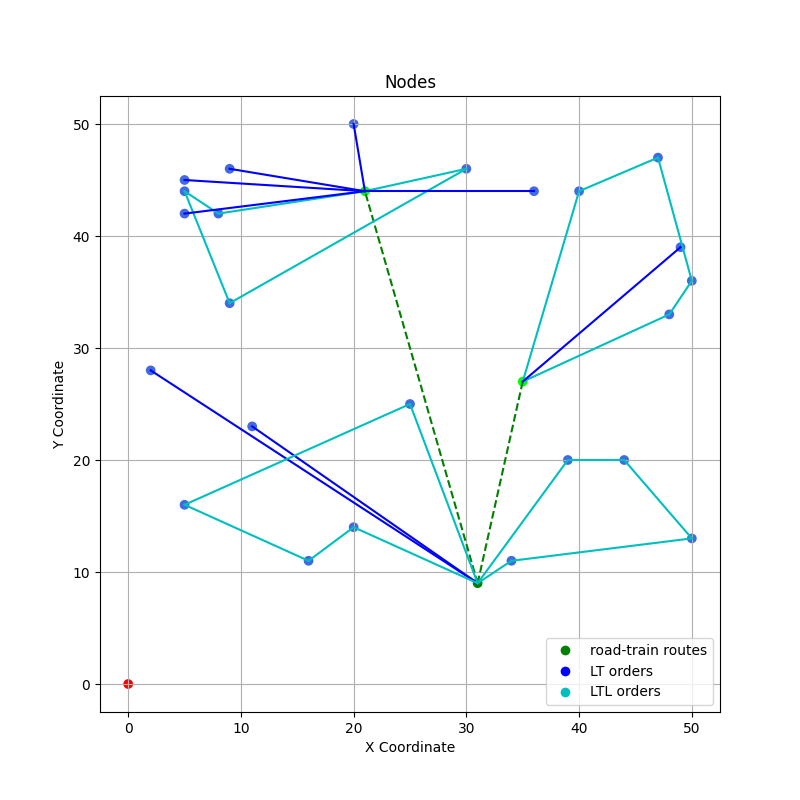 Nodes
50
40
30
20
10
0
Y Coordinate
0 10 20 30 40 50
X Coordinate
road-train routes
LT orders
LTL orders